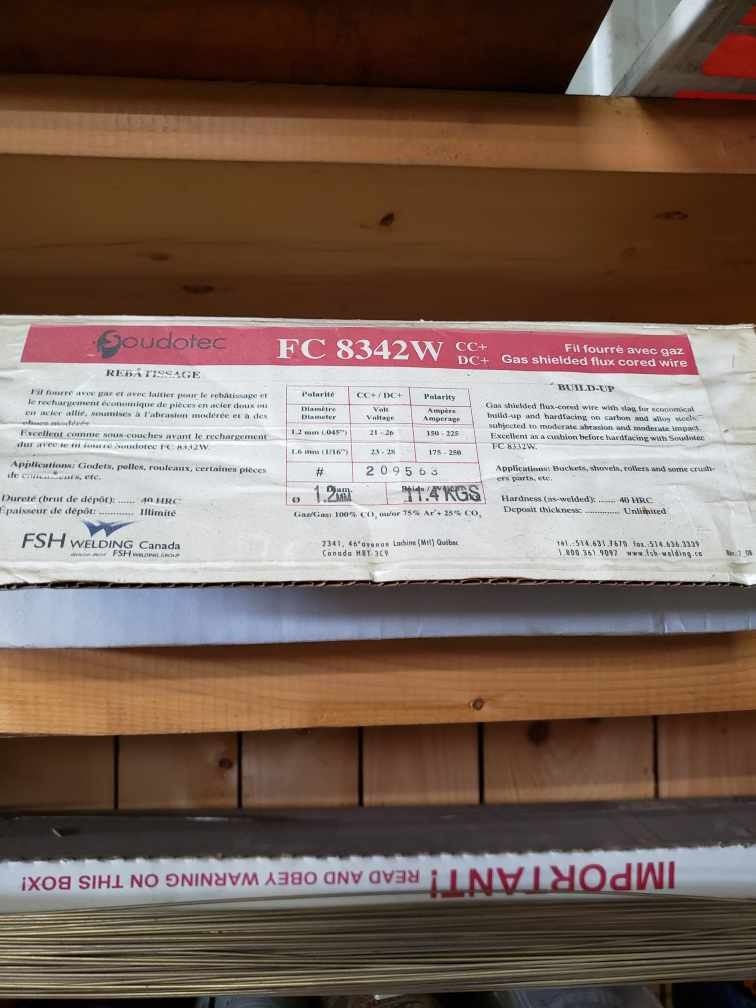 Soudotec
FC 8342W
CC+
DC+
Fil fourré avec gaz
Gas shielded flux cored wire
REBÂTISSAGE
Fil fourré avec gaz et avec laitier pour le rebâtissage et
le rechargement économique de pièces en acier doux ou
en acier allié, soumises à l'abrasion modérée et à des
Excellent comme sous-couches avant le rechargement
dur avec le fil fourré Soudotec FC 8332W.
Applications: Godets, pelles, rouleaux, certaines pièces
de etc.
Dureté (brut de dépôt): ...... 40 HRC
Épaisseur de dépôt: ............ Illimité
Polarité CC+ / DC+ Polarity
Diamètre Volt Ampère
Diameter Voltage Amperage
1.2 mm (.045") 21 - 26 150 - 225
1.6 mm (1/16") 23 - 28 175 - 250
# 209563
ø 1.2MM 11.4KGS
Gaz/Gas: 100% CO2 ou/or 75% Ar + 25% CO2
BUILD-UP
Gas shielded flux-cored wire with slag for economical
build-up and hardfacing on carbon and alloy steels
subjected to moderate abrasion and moderate impact.
Excellent as a cushion before hardfacing with Soudotec
FC 8332W.
Applications: Buckets, shovels, rollers and some crush-
ers parts, etc.
Hardness (as-welded): ....... 40 HRC
Deposit thickness: .............. Unlimited
FSH WELDING Canada
FSH WELDING GROUP
2341, 46e avenue Lachine (Mtl) Québec
Canada H8T 3C9
tél.:514.631.7670 fax.:514.636.3339
1.800.361.9092 www.fsh-welding.ca
IMPORTANT! READ AND OBEY WARNING ON THIS BOX!